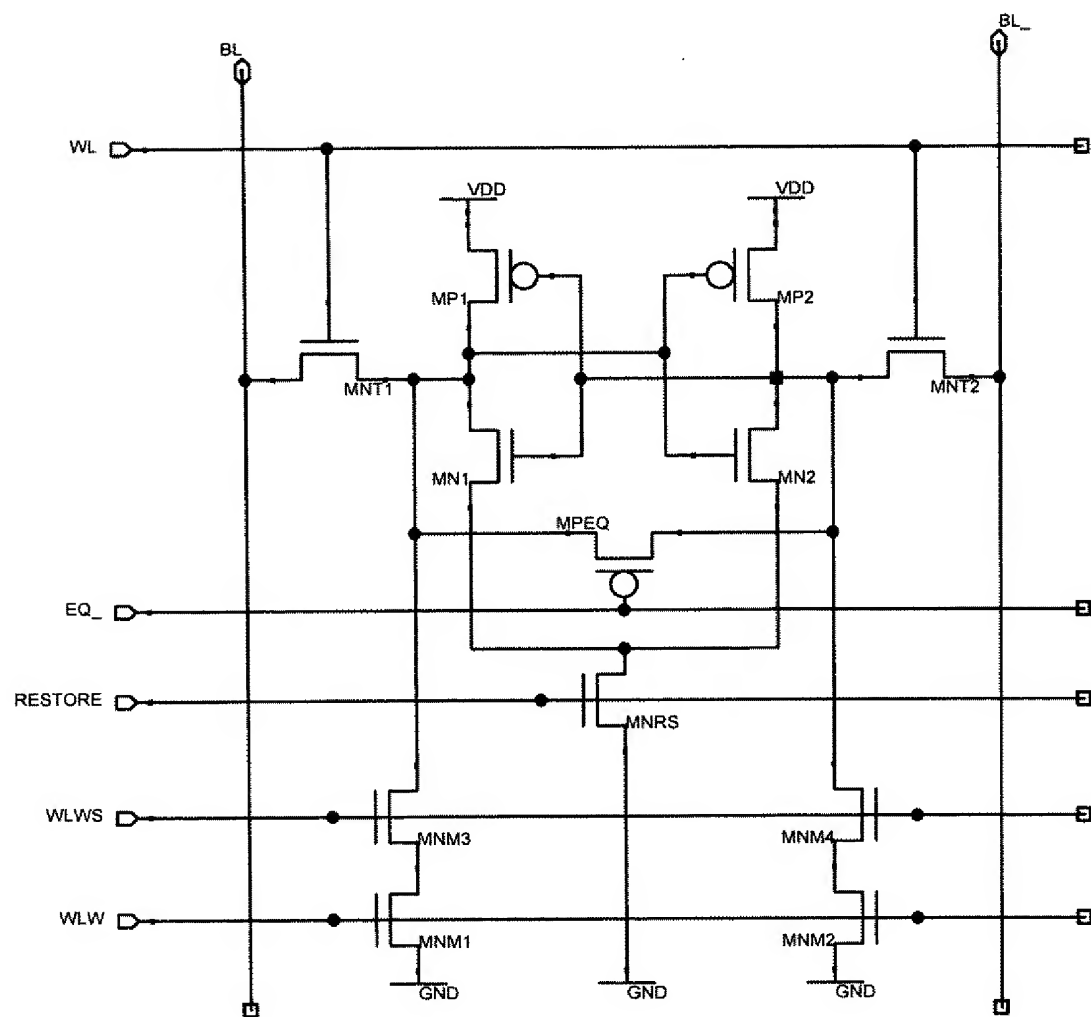 BL
BL_
WL
VDD
VDD
MP1
MP2
MNT1
MNT2
MN1
MN2
MPEQ
EQ_
RESTORE
MNRS
WLWS
MNM3
MNM4
WLW
MNM1
MNM2
GND
GND
GND